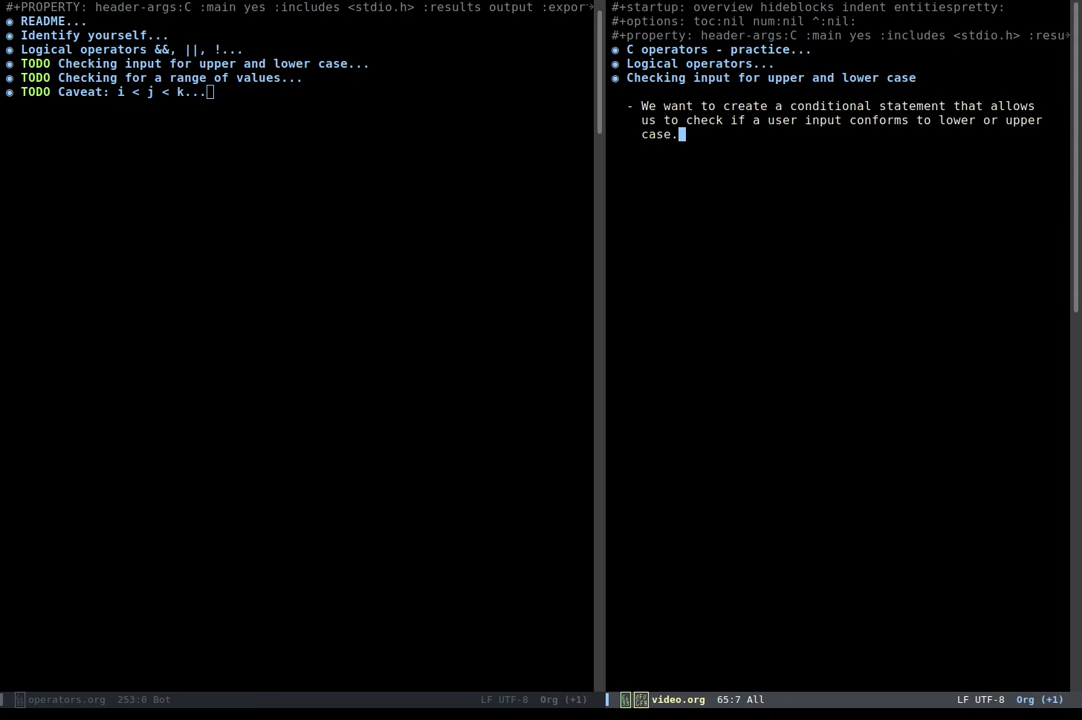 #+PROPERTY: header-args:C :main yes :includes <stdio.h> :results output :expor
◉ README...
◉ Identify yourself...
◉ Logical operators &&, ||, !...
◉ TODO Checking input for upper and lower case...
◉ TODO Checking for a range of values...
◉ TODO Caveat: i < j < k...
operators.org 253:0 Bot LF UTF-8 Org (+1)
#+startup: overview hideblocks indent entitiespretty:
#+options: toc:nil num:nil ^:nil:
#+property: header-args:C :main yes :includes <stdio.h> :resu
◉ C operators - practice...
◉ Logical operators...
◉ Checking input for upper and lower case
- We want to create a conditional statement that allows
us to check if a user input conforms to lower or upper
case.
video.org 65:7 All LF UTF-8 Org (+1)